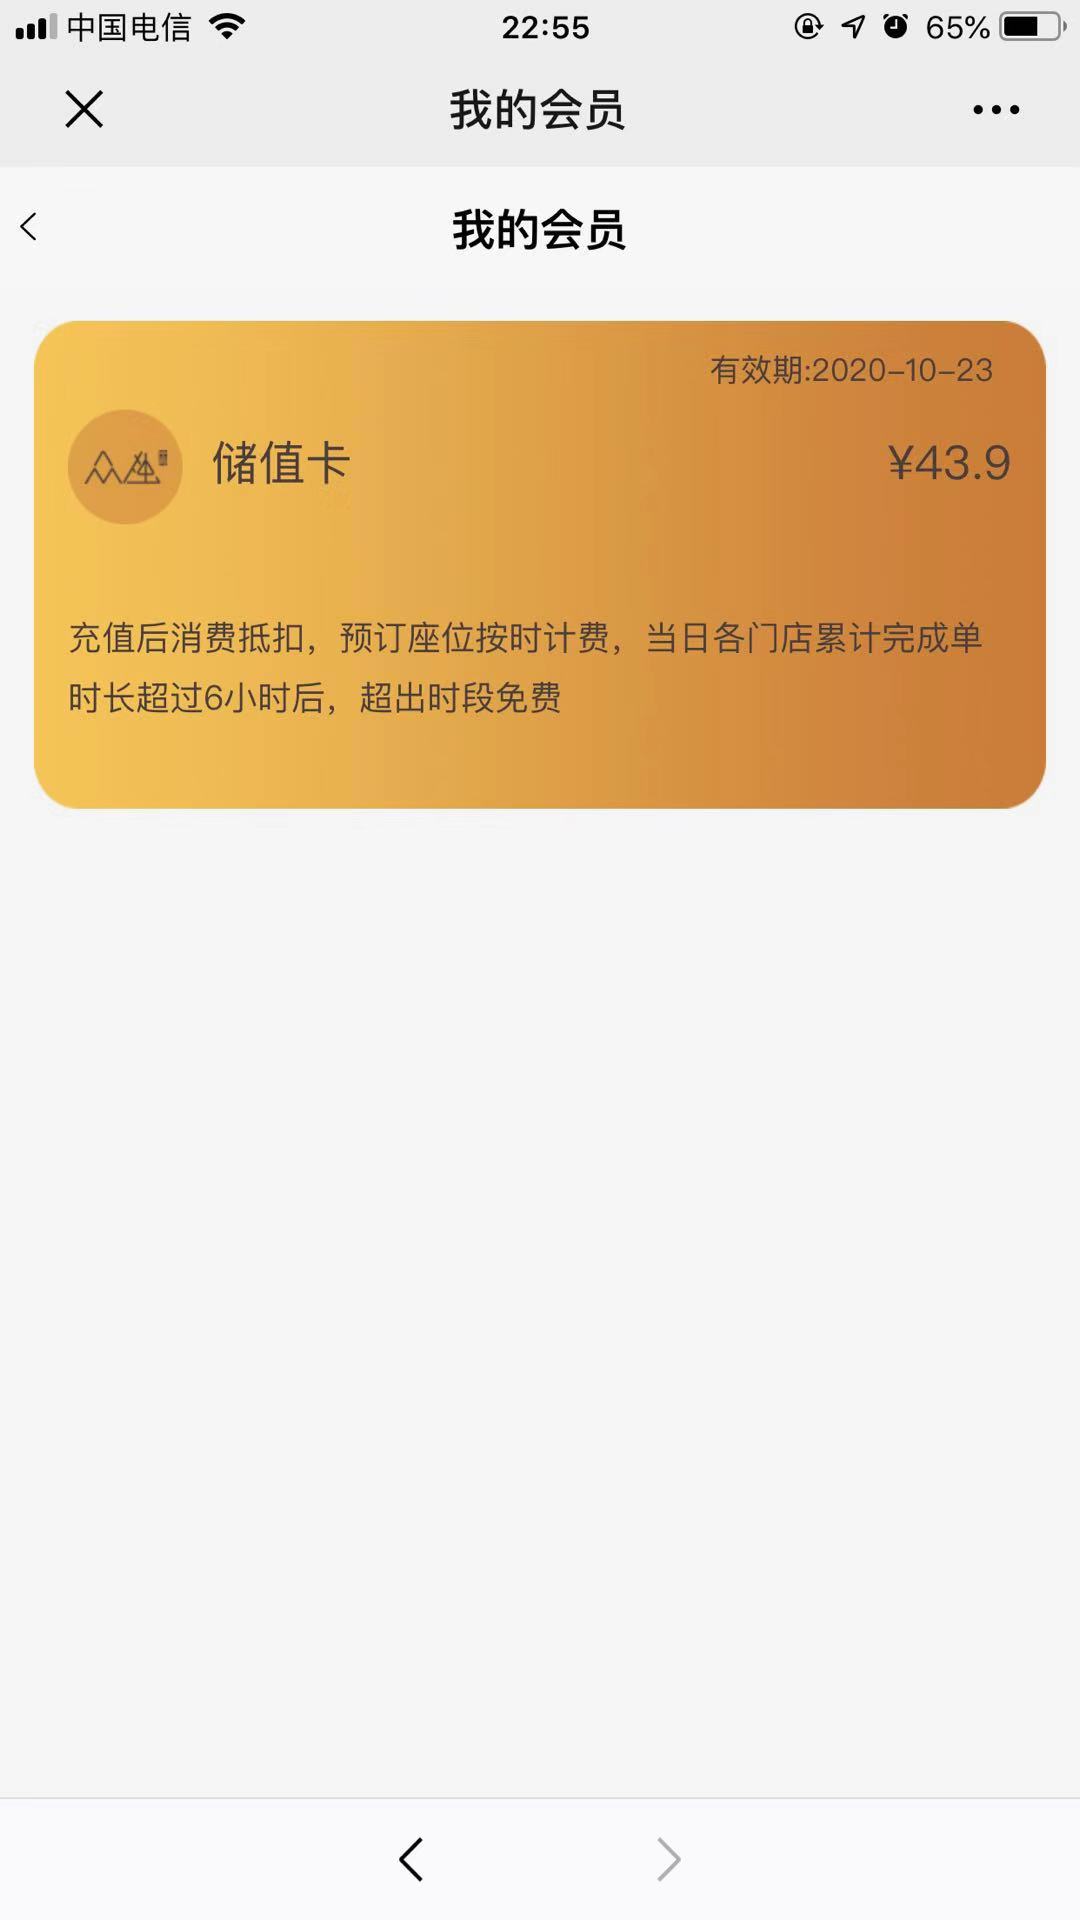 中国电信 22:55 65%
我的会员
我的会员
有效期:2020-10-23
众生 储值卡 ¥43.9
充值后消费抵扣，预订座位按时计费，当日各门店累计完成单
时长超过6小时后，超出时段免费